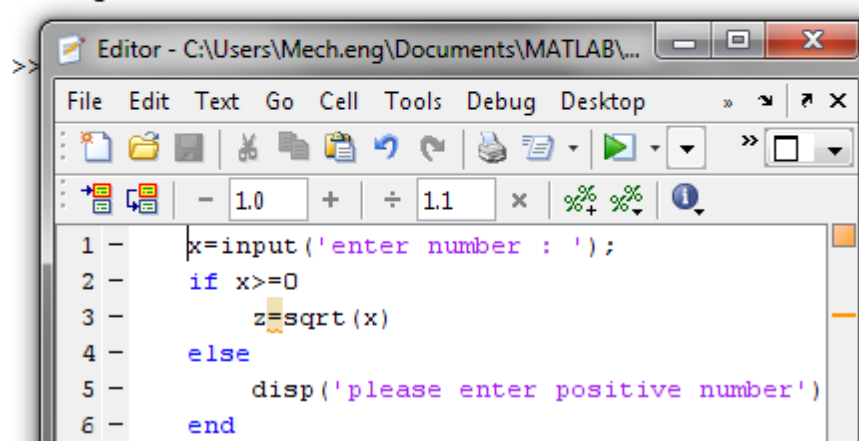 >>
Editor - C:\Users\Mech.eng\Documents\MATLAB\...
File Edit Text Go Cell Tools Debug Desktop »
»
− 1.0 + ÷ 1.1 × %%+ %%
1 − x=input('enter number : ');
2 − if x>=0
3 − z=sqrt(x)
4 − else
5 − disp('please enter positive number')
6 − end